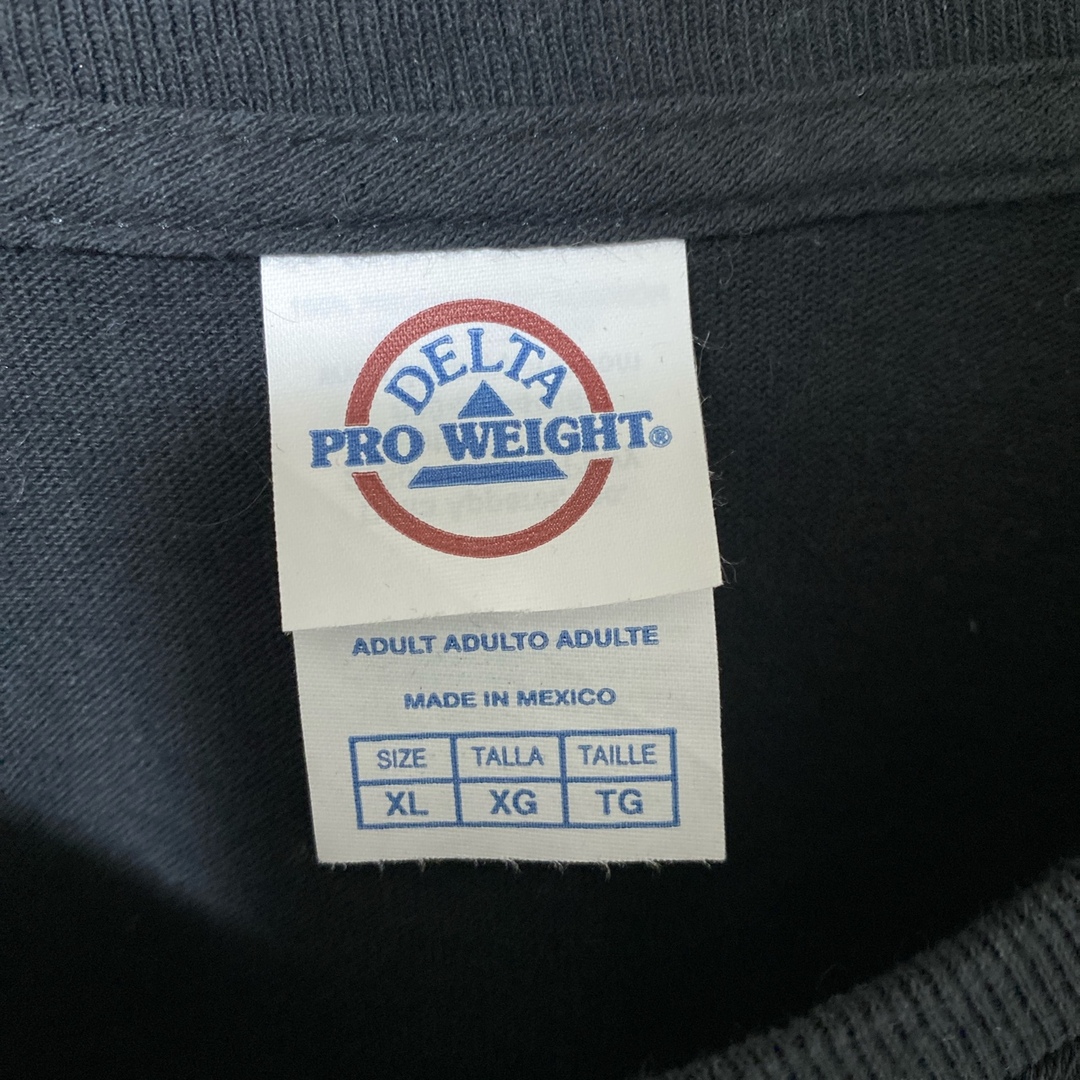 DELTA
PRO WEIGHT®
ADULT ADULTO ADULTE
MADE IN MEXICO
SIZE TALLA TAILLE
XL XG TG